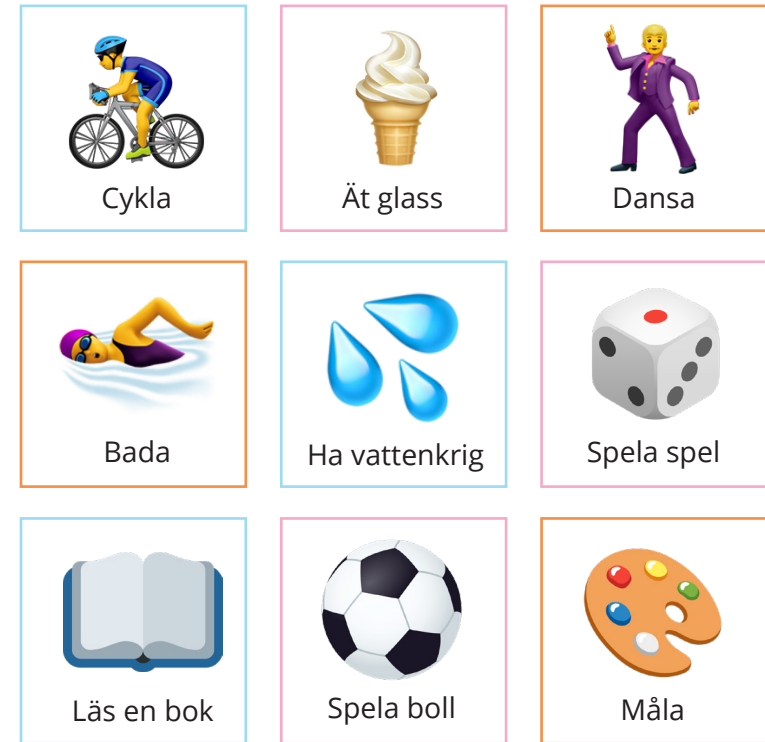 Cykla
Ät glass
Dansa
Bada
Ha vattenkrig
Spela spel
Läs en bok
Spela boll
Måla